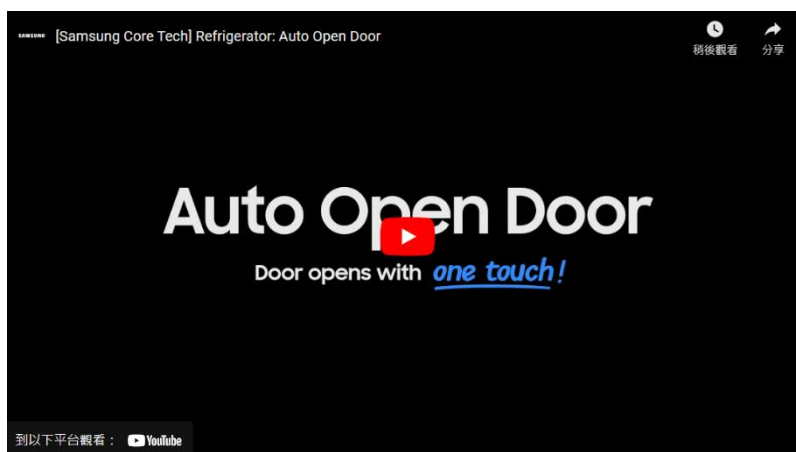 SAMSUNG [Samsung Core Tech] Refrigerator: Auto Open Door
稍後觀看
分享
Auto Open Door
Door opens with one touch!
到以下平台觀看： YouTube